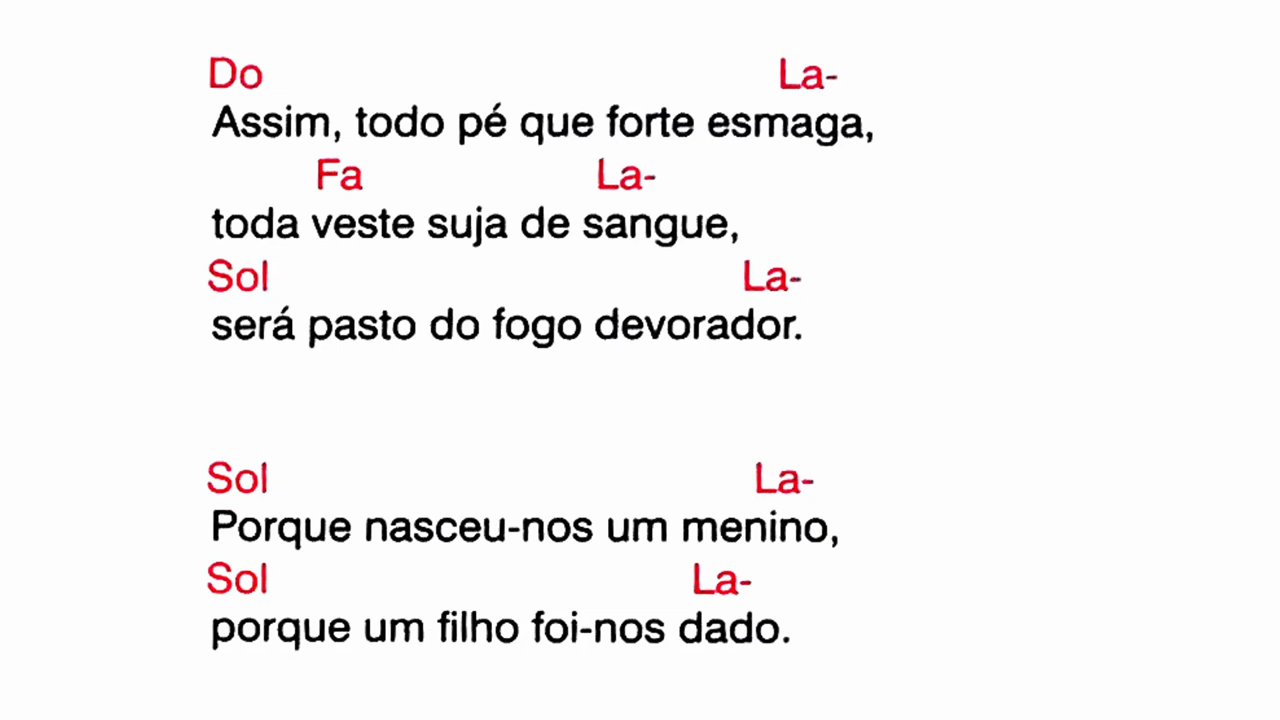 Do La-
Assim, todo pé que forte esmaga,
Fa La-
toda veste suja de sangue,
Sol La-
será pasto do fogo devorador.
Sol La-
Porque nasceu-nos um menino,
Sol La-
porque um filho foi-nos dado.